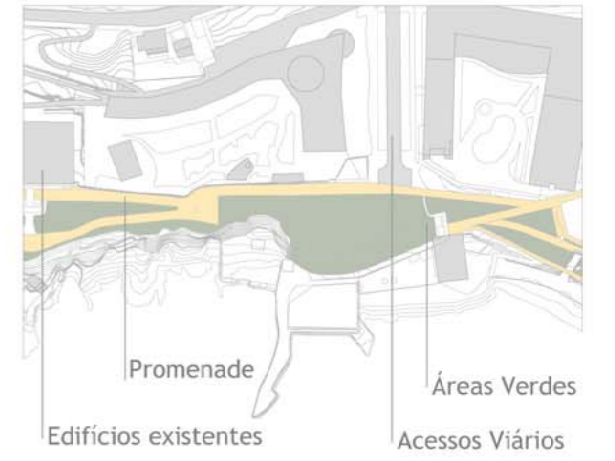 Promenade
Áreas Verdes
Edifícios existentes
Acessos Viários